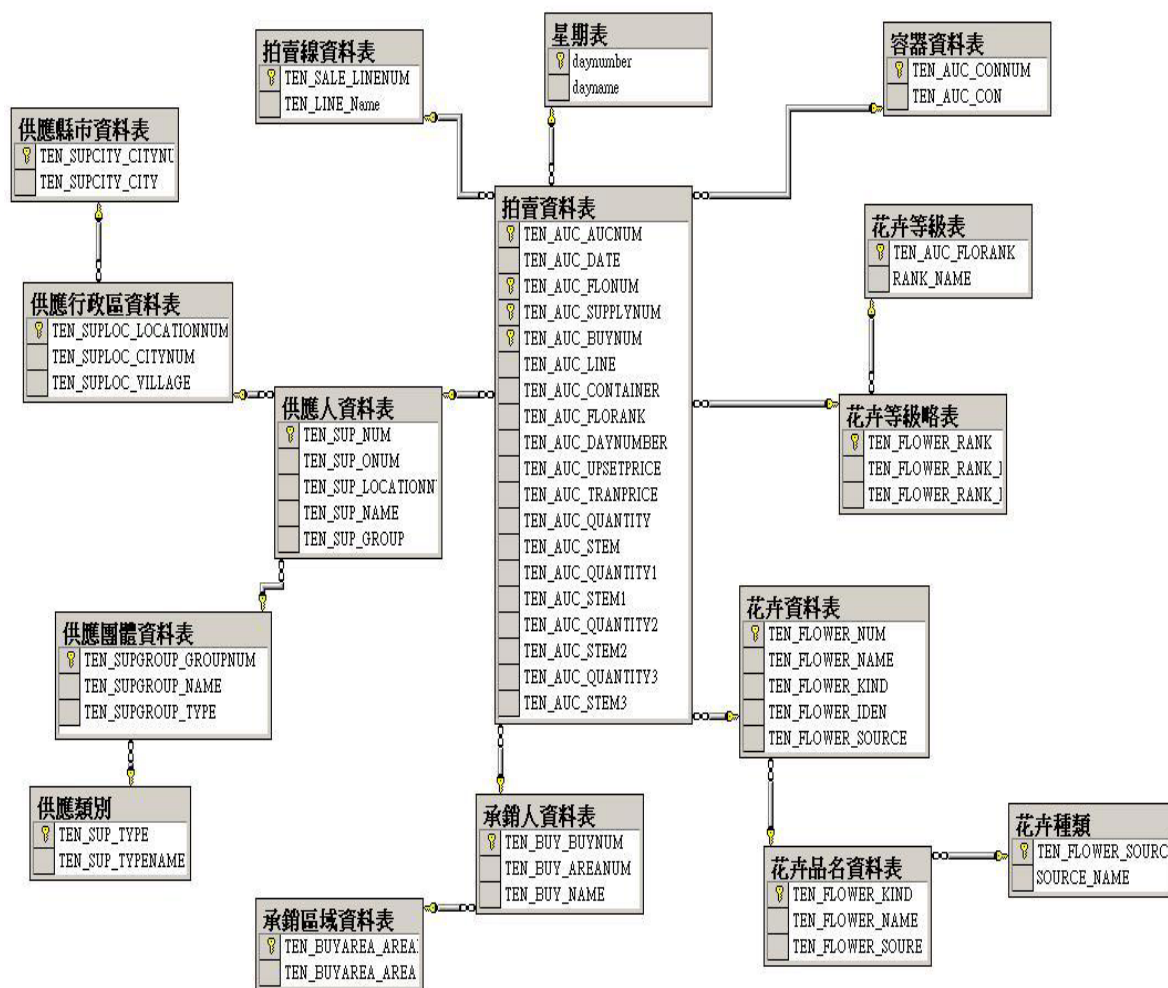 拍賣線資料表
TEN_SALE_LINENUM
TEN_LINE_Name
星期表
daynumber
dayname
容器資料表
TEN_AUC_CONNUM
TEN_AUC_CON
供應縣市資料表
TEN_SUPCITY_CITYNU
TEN_SUPCITY_CITY
拍賣資料表
TEN_AUC_AUCNUM
TEN_AUC_DATE
TEN_AUC_FLONUM
TEN_AUC_SUPPLYNUM
TEN_AUC_BUYNUM
TEN_AUC_LINE
TEN_AUC_CONTAINER
TEN_AUC_FLORANK
TEN_AUC_DAYNUMBER
TEN_AUC_UPSETPRICE
TEN_AUC_TRANPRICE
TEN_AUC_QUANTITY
TEN_AUC_STEM
TEN_AUC_QUANTITY1
TEN_AUC_STEM1
TEN_AUC_QUANTITY2
TEN_AUC_STEM2
TEN_AUC_QUANTITY3
TEN_AUC_STEM3
花卉等級表
TEN_AUC_FLORANK
RANK_NAME
供應行政區資料表
TEN_SUPLOC_LOCATIONNUM
TEN_SUPLOC_CITYNUM
TEN_SUPLOC_VILLAGE
供應人資料表
TEN_SUP_NUM
TEN_SUP_ONUM
TEN_SUP_LOCATIONN
TEN_SUP_NAME
TEN_SUP_GROUP
花卉等級略表
TEN_FLOWER_RANK
TEN_FLOWER_RANK_I
TEN_FLOWER_RANK_I
供應團體資料表
TEN_SUPGROUP_GROUPNUM
TEN_SUPGROUP_NAME
TEN_SUPGROUP_TYPE
花卉資料表
TEN_FLOWER_NUM
TEN_FLOWER_NAME
TEN_FLOWER_KIND
TEN_FLOWER_IDEN
TEN_FLOWER_SOURCE
供應類別
TEN_SUP_TYPE
TEN_SUP_TYPENAME
承銷人資料表
TEN_BUY_BUYNUM
TEN_BUY_AREANUM
TEN_BUY_NAME
花卉種類
TEN_FLOWER_SOURC
SOURCE_NAME
花卉品名資料表
TEN_FLOWER_KIND
TEN_FLOWER_NAME
TEN_FLOWER_SOURE
承銷區域資料表
TEN_BUYAREA_AREA
TEN_BUYAREA_AREA